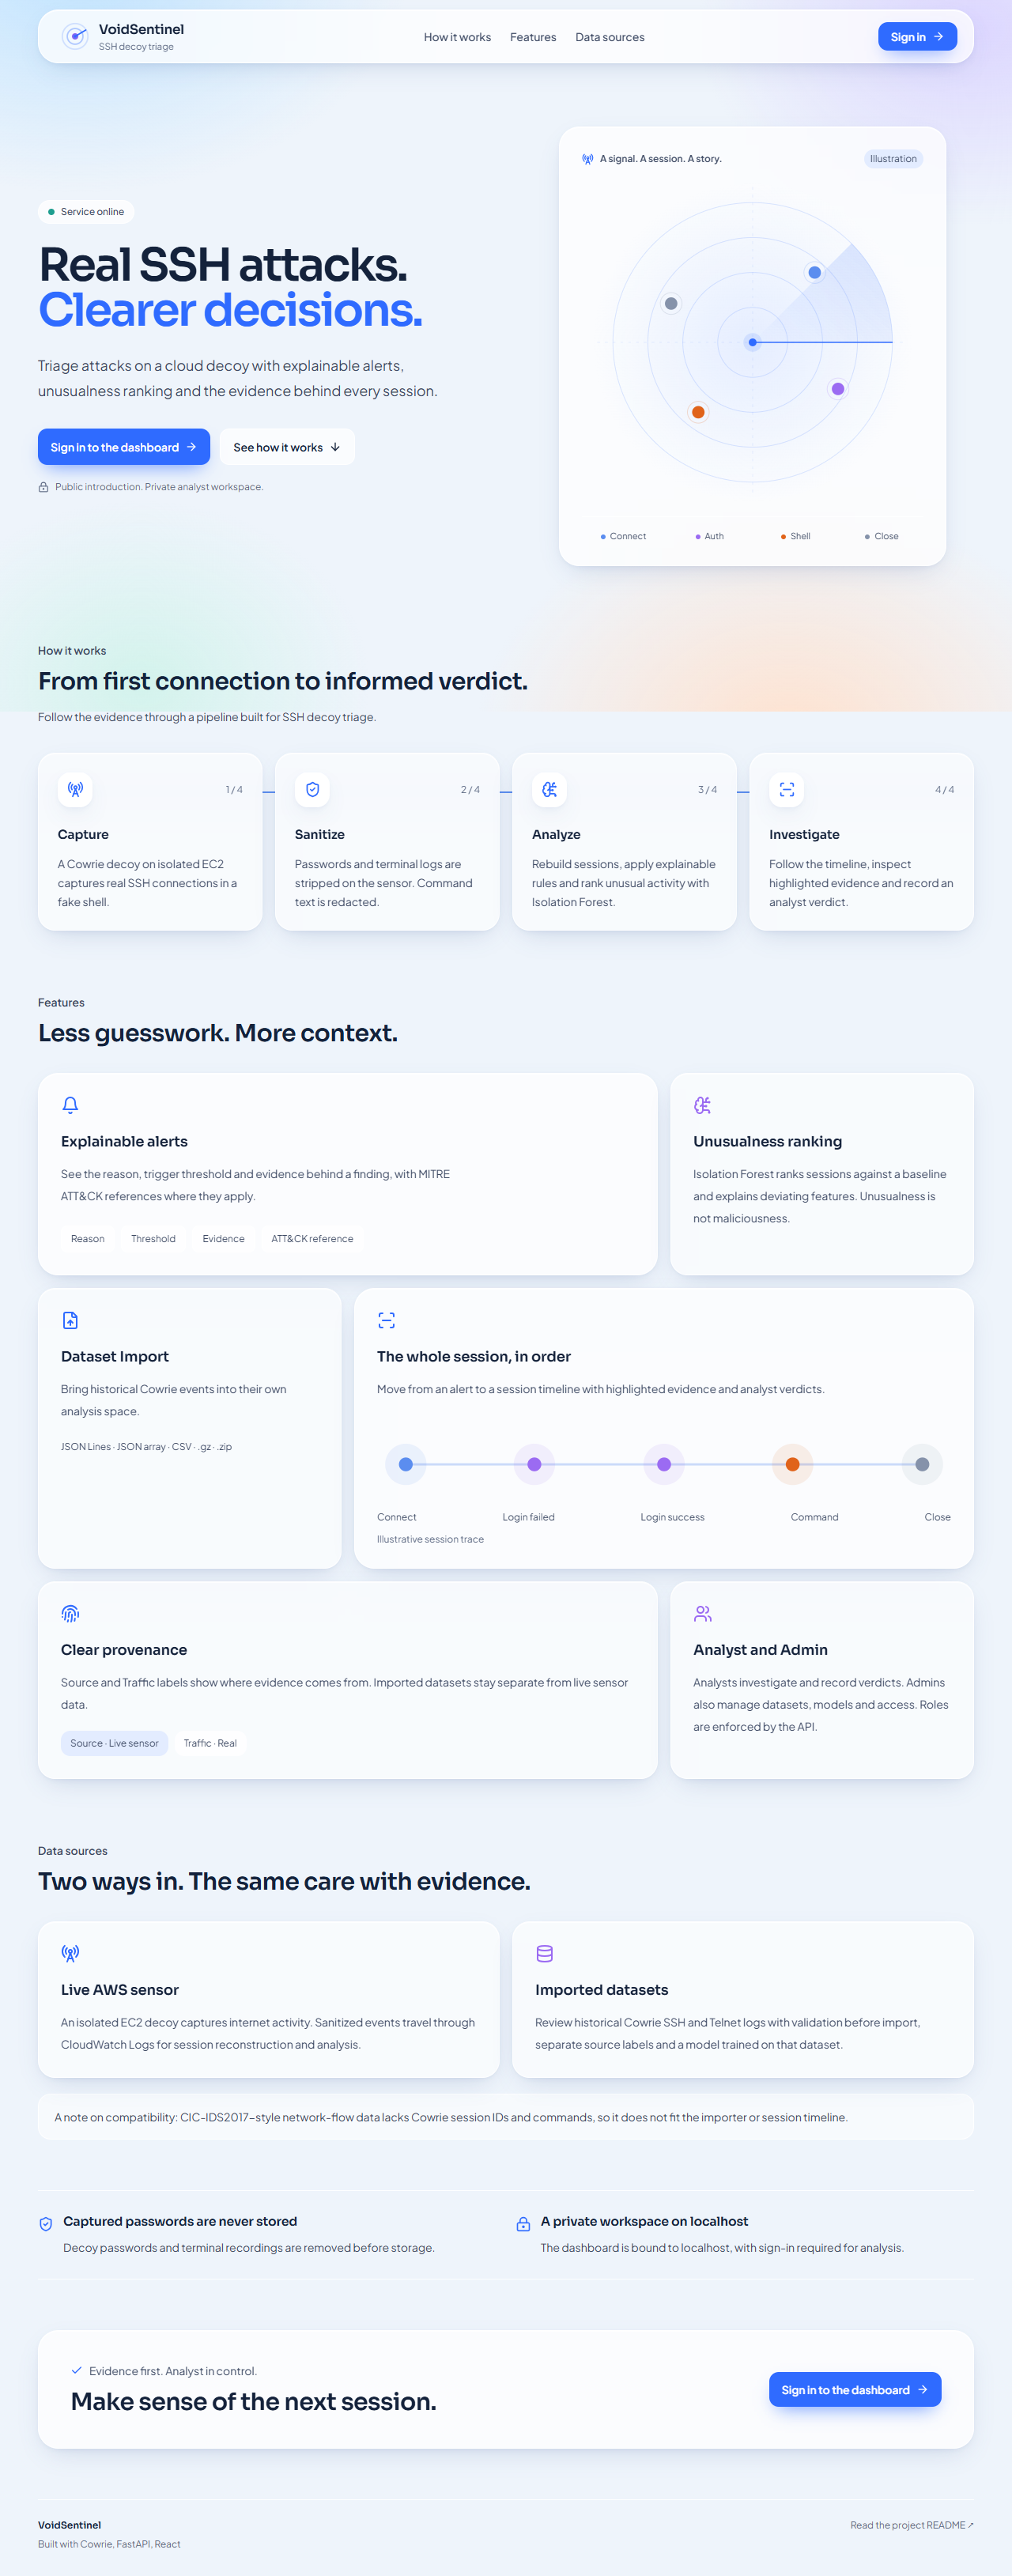 VoidSentinel
SSH decoy triage
How it works
Features
Data sources
Sign in →
A signal. A session. A story.
Illustration
Service online
Real SSH attacks.
Clearer decisions.
Triage attacks on a cloud decoy with explainable alerts,
unusualness ranking and the evidence behind every session.
Sign in to the dashboard →
See how it works ↓
Public introduction. Private analyst workspace.
Connect
Auth
Shell
Close
How it works
From first connection to informed verdict.
Follow the evidence through a pipeline built for SSH decoy triage.
1 / 4
Capture
A Cowrie decoy on isolated EC2
captures real SSH connections in a
fake shell.
2 / 4
Sanitize
Passwords and terminal logs are
stripped on the sensor. Command
text is redacted.
3 / 4
Analyze
Rebuild sessions, apply explainable
rules and rank unusual activity with
Isolation Forest.
4 / 4
Investigate
Follow the timeline, inspect
highlighted evidence and record an
analyst verdict.
Features
Less guesswork. More context.
Explainable alerts
See the reason, trigger threshold and evidence behind a finding, with MITRE
ATT&CK references where they apply.
Reason
Threshold
Evidence
ATT&CK reference
Unusualness ranking
Isolation Forest ranks sessions against a baseline
and explains deviating features. Unusualness is
not maliciousness.
Dataset Import
Bring historical Cowrie events into their own
analysis space.
JSON Lines · JSON array · CSV · .gz · .zip
The whole session, in order
Move from an alert to a session timeline with highlighted evidence and analyst verdicts.
Connect
Login failed
Login success
Command
Close
Illustrative session trace
Clear provenance
Source and Traffic labels show where evidence comes from. Imported datasets stay separate from live sensor
data.
Source · Live sensor
Traffic · Real
Analyst and Admin
Analysts investigate and record verdicts. Admins
also manage datasets, models and access. Roles
are enforced by the API.
Data sources
Two ways in. The same care with evidence.
Live AWS sensor
An isolated EC2 decoy captures internet activity. Sanitized events travel through
CloudWatch Logs for session reconstruction and analysis.
Imported datasets
Review historical Cowrie SSH and Telnet logs with validation before import,
separate source labels and a model trained on that dataset.
A note on compatibility: CIC-IDS2017-style network-flow data lacks Cowrie session IDs and commands, so it does not fit the importer or session timeline.
Captured passwords are never stored
Decoy passwords and terminal recordings are removed before storage.
A private workspace on localhost
The dashboard is bound to localhost, with sign-in required for analysis.
Evidence first. Analyst in control.
Make sense of the next session.
Sign in to the dashboard →
VoidSentinel
Built with Cowrie, FastAPI, React
Read the project README ↗